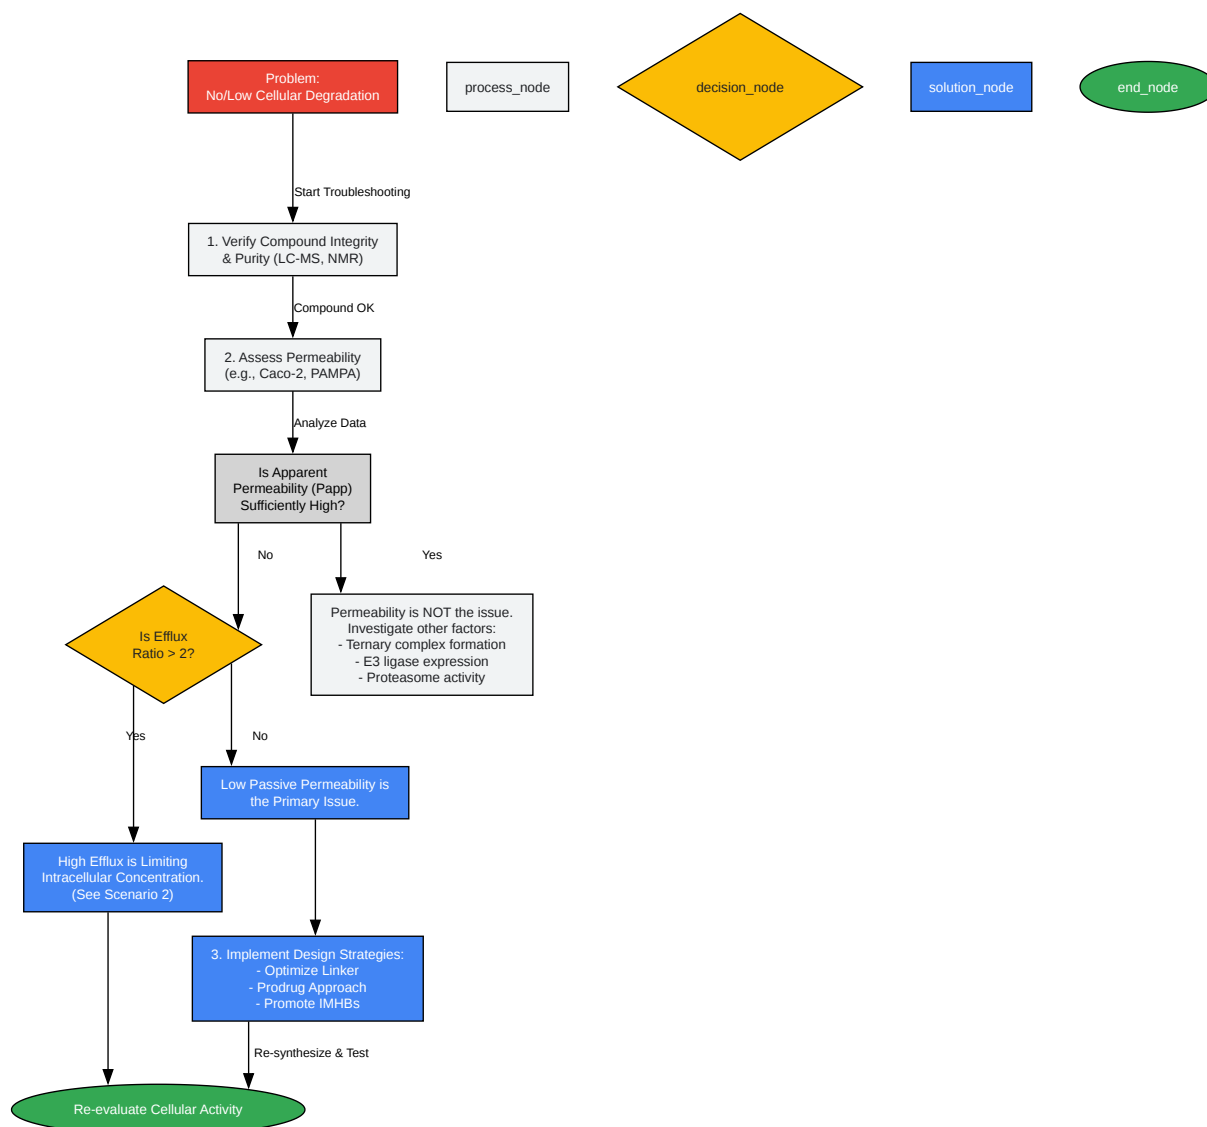 Problem:
No/Low Cellular Degradation
process_node
decision_node
solution_node
end_node
Start Troubleshooting
1. Verify Compound Integrity
& Purity (LC-MS, NMR)
Compound OK
2. Assess Permeability
(e.g., Caco-2, PAMPA)
Analyze Data
Is Apparent
Permeability (Papp)
Sufficiently High?
No
Yes
Is Efflux
Ratio > 2?
Permeability is NOT the issue.
Investigate other factors:
- Ternary complex formation
- E3 ligase expression
- Proteasome activity
Yes
No
Low Passive Permeability is
the Primary Issue.
High Efflux is Limiting
Intracellular Concentration.
(See Scenario 2)
3. Implement Design Strategies:
- Optimize Linker
- Prodrug Approach
- Promote IMHBs
Re-synthesize & Test
Re-evaluate Cellular Activity